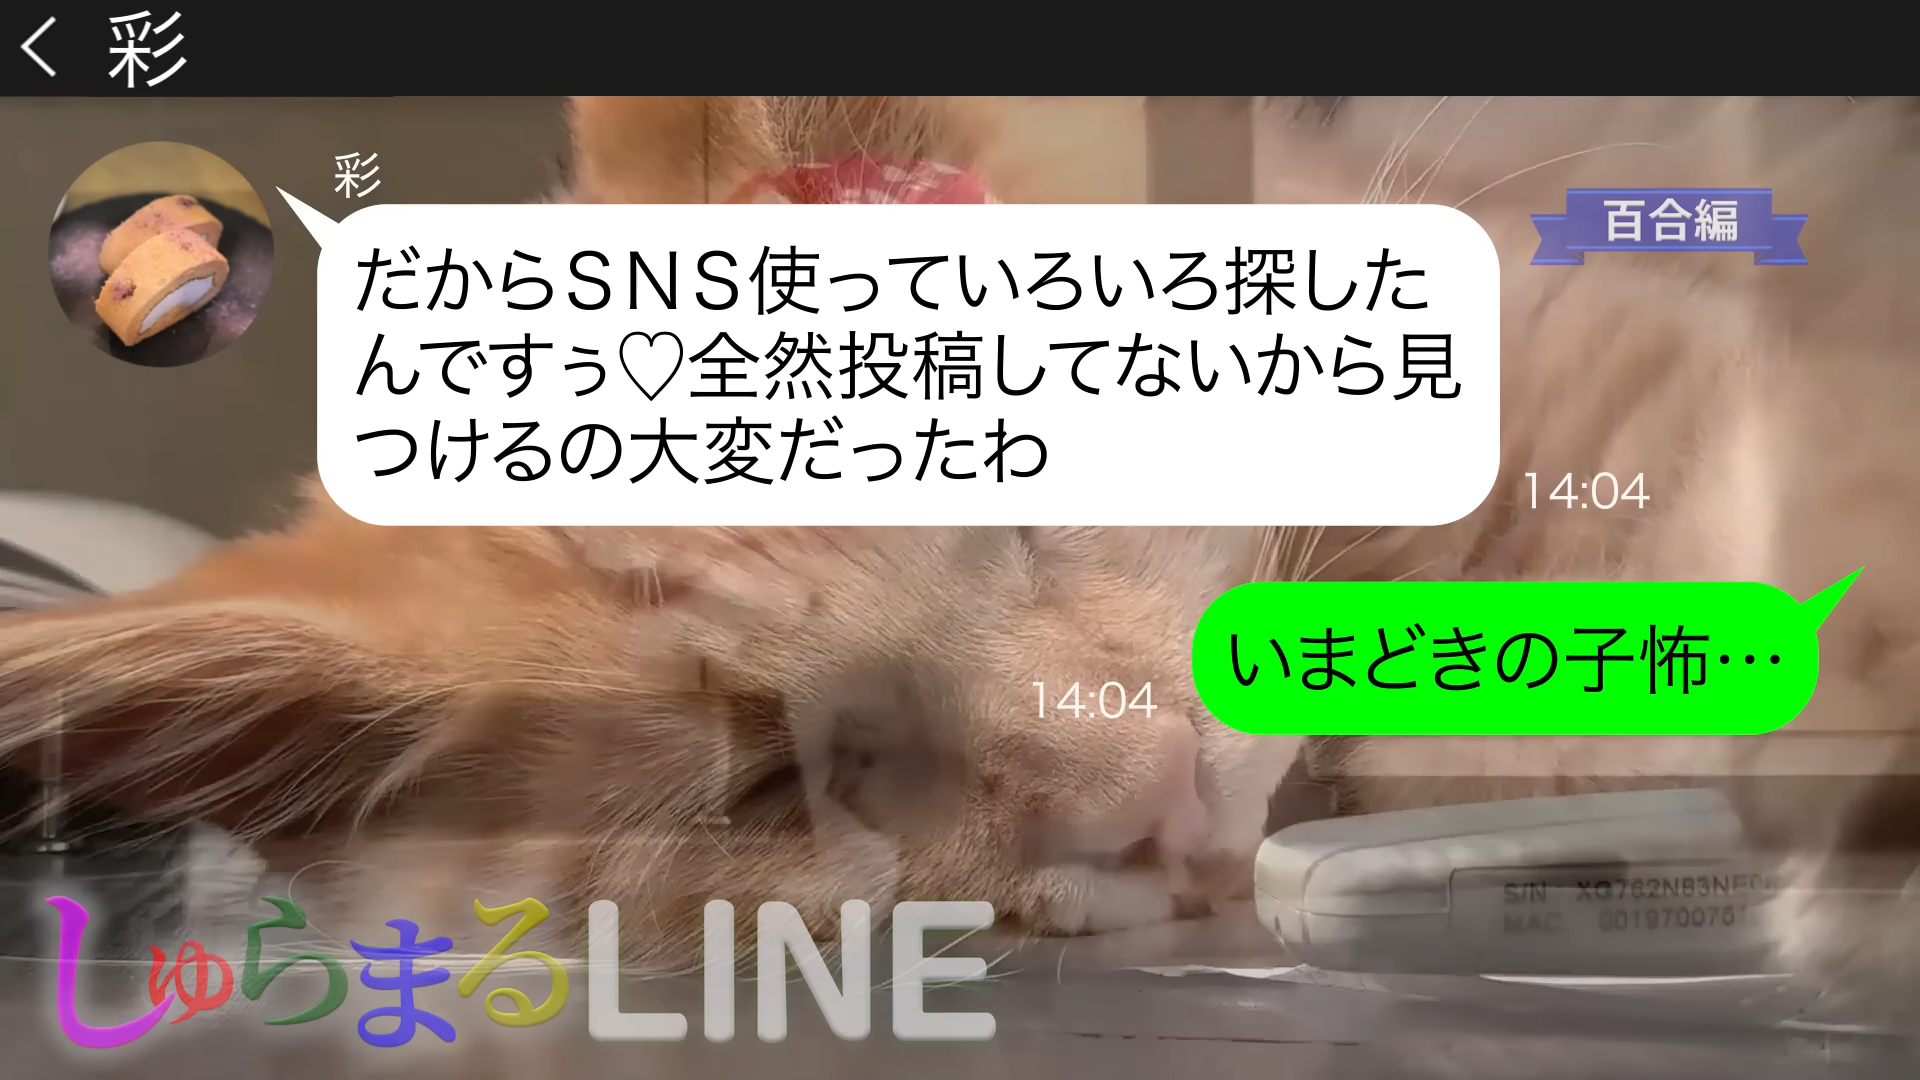 彩
彩
百合編
だからＳＮＳ使っていろいろ探した
んですぅ♡全然投稿してないから見
つけるの大変だったわ
14:04
いまどきの子怖…
14:04
S/N XG762N83NF
MAC 001970075
しゅらまるLINE